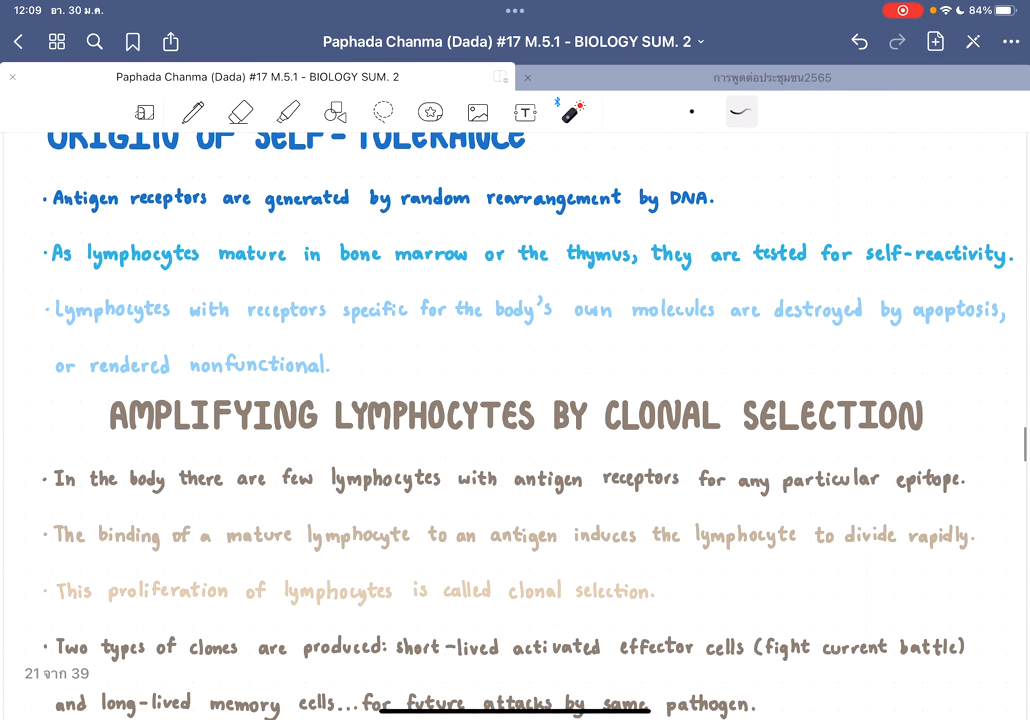 12:09 อา. 30 ม.ค.
84%
Paphada Chanma (Dada) #17 M.5.1 - BIOLOGY SUM. 2
Paphada Chanma (Dada) #17 M.5.1 - BIOLOGY SUM. 2
การพูดต่อประชุมชน2565
ORIGIN OF SELF-TOLERANCE
· Antigen receptors are generated by random rearrangement by DNA.
· As lymphocytes mature in bone marrow or the thymus, they are tested for self-reactivity.
· Lymphocytes with receptors specific for the body's own molecules are destroyed by apoptosis,
or rendered nonfunctional.
AMPLIFYING LYMPHOCYTES BY CLONAL SELECTION
· In the body there are few lymphocytes with antigen receptors for any particular epitope.
· The binding of a mature lymphocyte to an antigen induces the lymphocyte to divide rapidly.
· This proliferation of lymphocytes is called clonal selection.
· Two types of clones are produced: short-lived activated effector cells (fight current battle)
21 จาก 39
and long-lived memory cells...for future attacks by same pathogen.